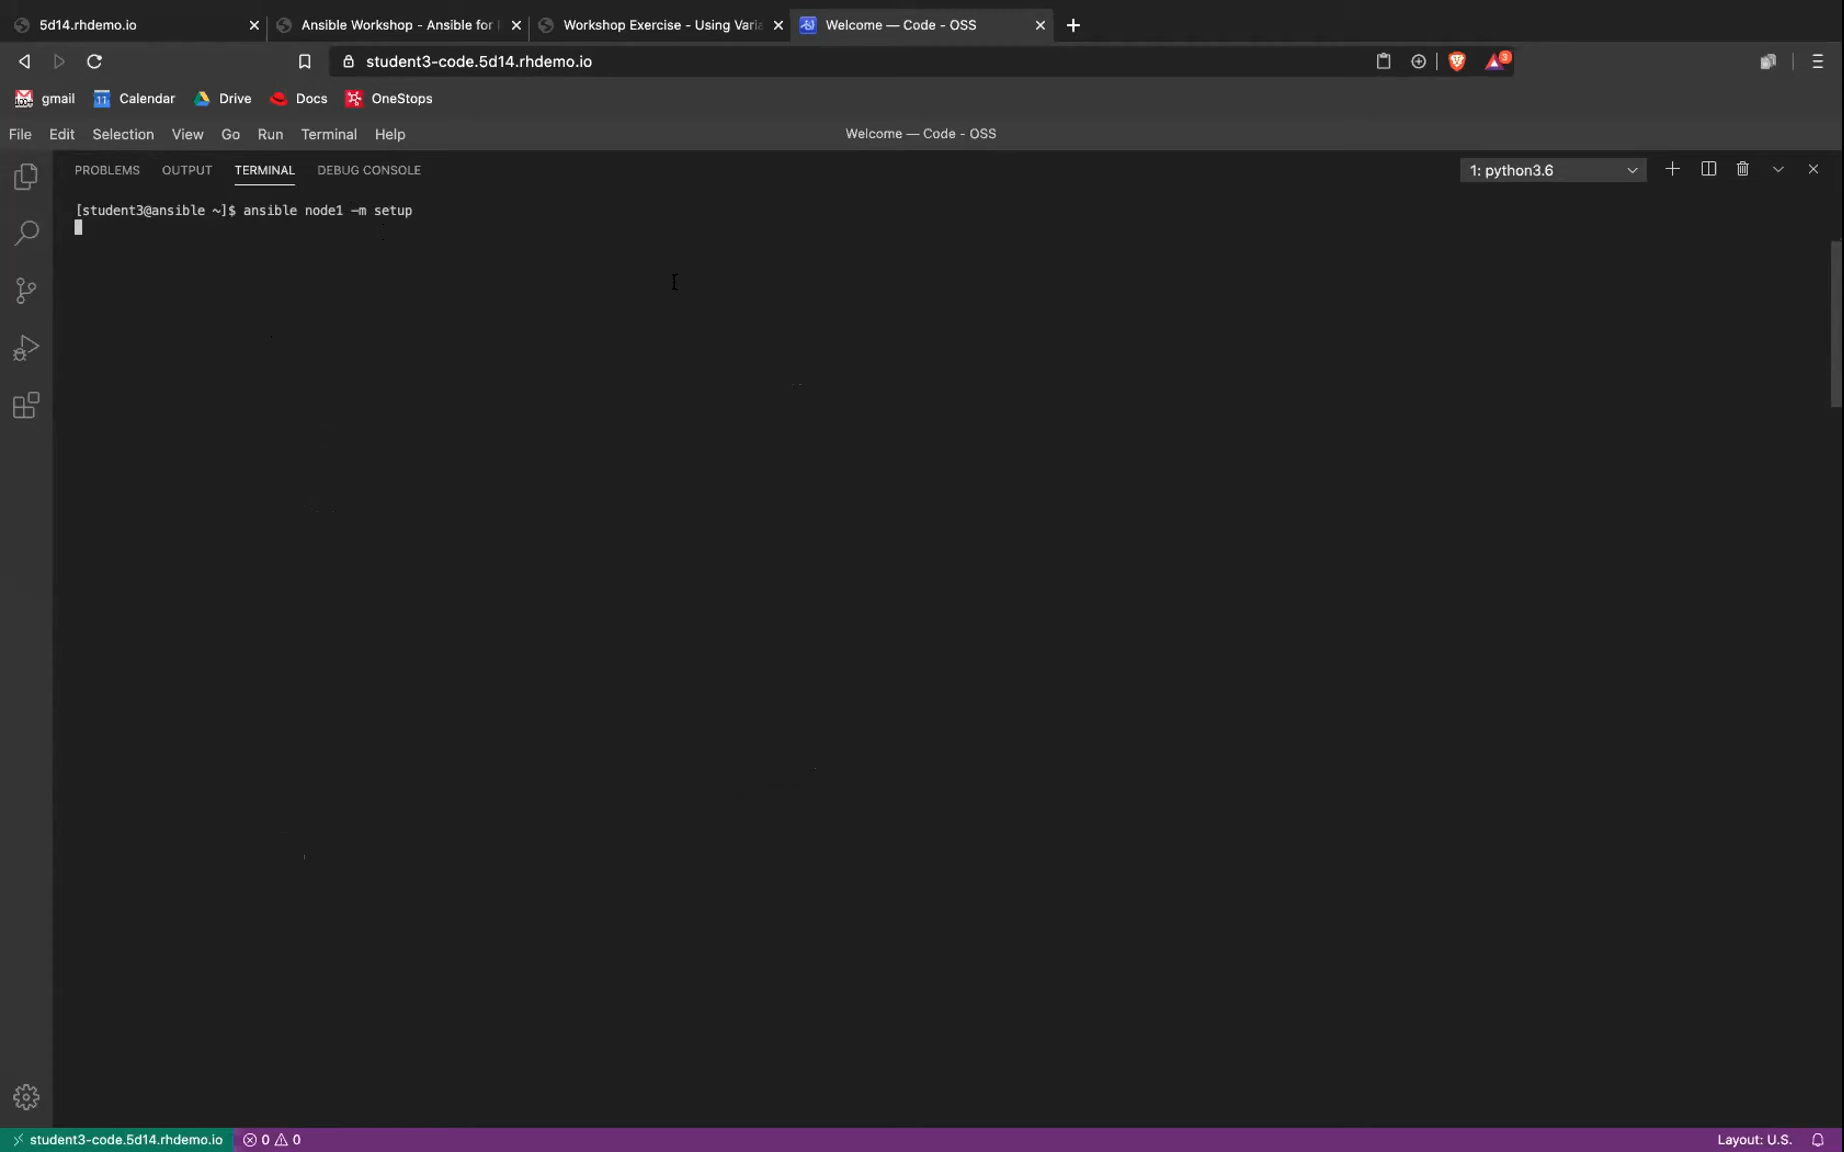 5d14.rhdemo.io
Ansible Workshop - Ansible for
Workshop Exercise - Using Varia
Welcome — Code - OSS
student3-code.5d14.rhdemo.io
3
gmail
Calendar
Drive
Docs
OneStops
File Edit Selection View Go Run Terminal Help
Welcome — Code - OSS
PROBLEMS OUTPUT TERMINAL DEBUG CONSOLE
1: python3.6
[student3@ansible ~]$ ansible node1 -m setup
student3-code.5d14.rhdemo.io
0
0
Layout: U.S.